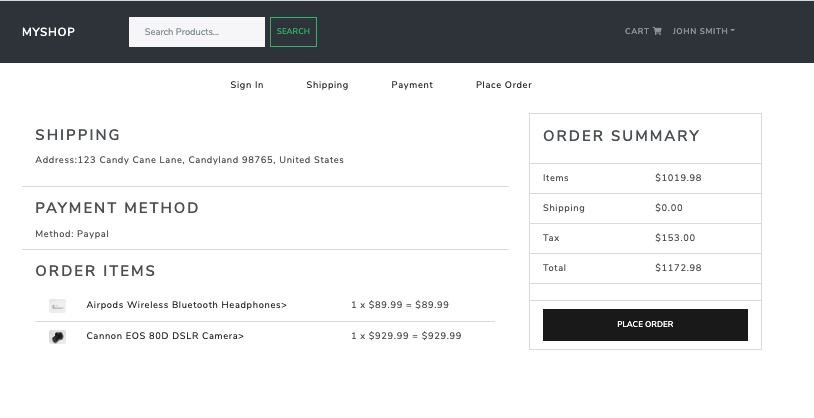 MYSHOP
Search Products...
SEARCH
CART
JOHN SMITH
Sign In
Shipping
Payment
Place Order
SHIPPING
Address:123 Candy Cane Lane, Candyland 98765, United States
PAYMENT METHOD
Method: Paypal
ORDER ITEMS
Airpods Wireless Bluetooth Headphones> 1 x $89.99 = $89.99
Cannon EOS 80D DSLR Camera> 1 x $929.99 = $929.99
ORDER SUMMARY
Items $1019.98
Shipping $0.00
Tax $153.00
Total $1172.98
PLACE ORDER